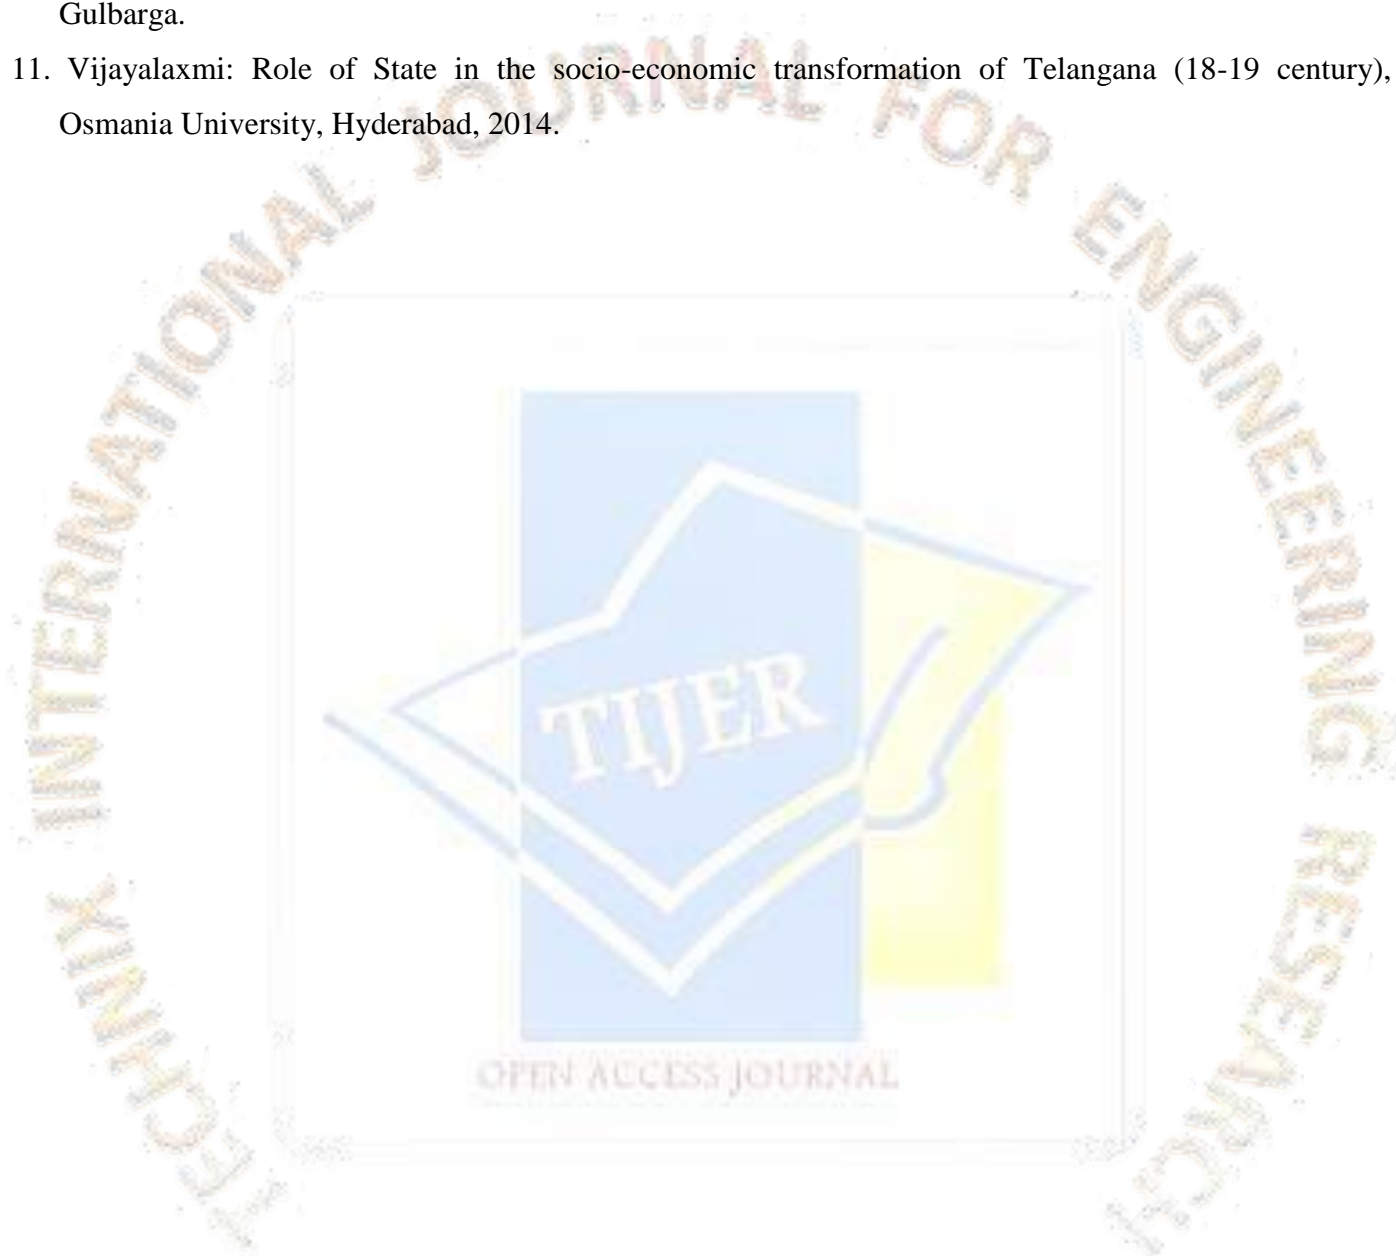 Gulbarga.
11. Vijayalaxmi: Role of State in the socio-economic transformation of Telangana (18-19 century),
Osmania University, Hyderabad, 2014.
TECHNIX INTERNATIONAL JOURNAL FOR ENGINEERING RESEARCH
TIJER
OPEN ACCESS JOURNAL